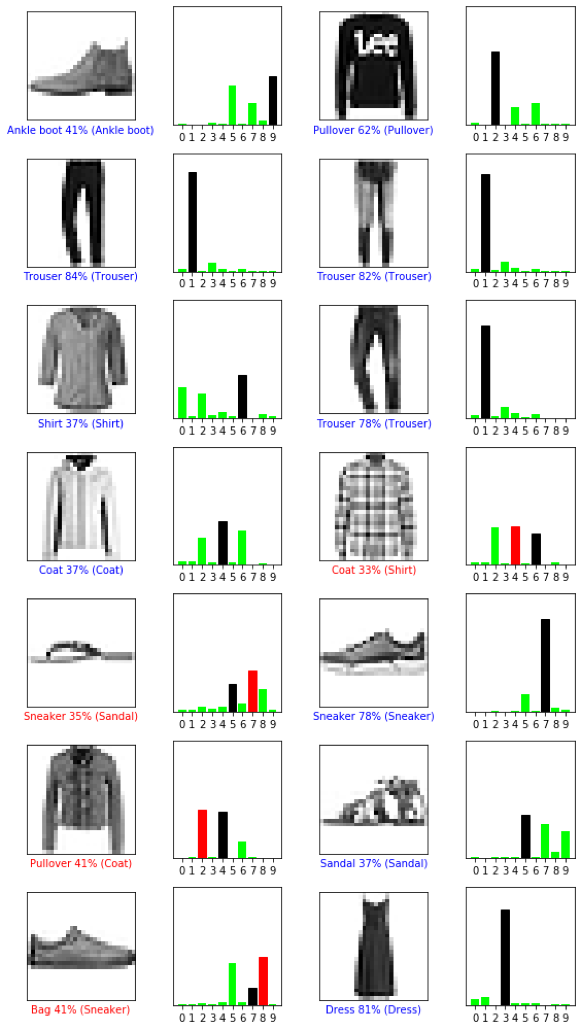 Lee
0 1 2 3 4 5 6 7 8 9
0 1 2 3 4 5 6 7 8 9
Ankle boot 41% (Ankle boot)
Pullover 62% (Pullover)
0 1 2 3 4 5 6 7 8 9
0 1 2 3 4 5 6 7 8 9
Trouser 84% (Trouser)
Trouser 82% (Trouser)
0 1 2 3 4 5 6 7 8 9
0 1 2 3 4 5 6 7 8 9
Shirt 37% (Shirt)
Trouser 78% (Trouser)
0 1 2 3 4 5 6 7 8 9
0 1 2 3 4 5 6 7 8 9
Coat 37% (Coat)
Coat 33% (Shirt)
0 1 2 3 4 5 6 7 8 9
0 1 2 3 4 5 6 7 8 9
Sneaker 35% (Sandal)
Sneaker 78% (Sneaker)
0 1 2 3 4 5 6 7 8 9
0 1 2 3 4 5 6 7 8 9
Pullover 41% (Coat)
Sandal 37% (Sandal)
0 1 2 3 4 5 6 7 8 9
0 1 2 3 4 5 6 7 8 9
Bag 41% (Sneaker)
Dress 81% (Dress)